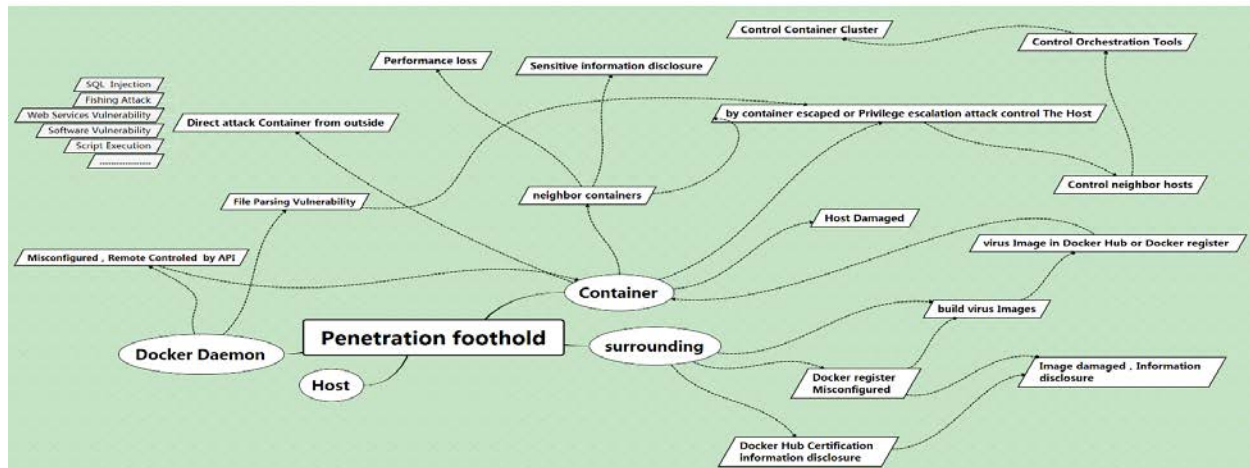 Control Container Cluster
Control Orchestration Tools
Performance loss
Sensitive information disclosure
SQL Injection
Fishing Attack
Web Services Vulnerability
Software Vulnerability
Script Execution
..................
Direct attack Container from outside
by container escaped or Privilege escalation attack control The Host
Control neighbor hosts
File Parsing Vulnerability
neighbor containers
Host Damaged
virus Image in Docker Hub or Docker register
Misconfigured , Remote Controled by API
Container
build virus Images
Penetration foothold
Docker Daemon
surrounding
Host
Docker register
Misconfigured
Image damaged , Information
disclosure
Docker Hub Certification
information disclosure